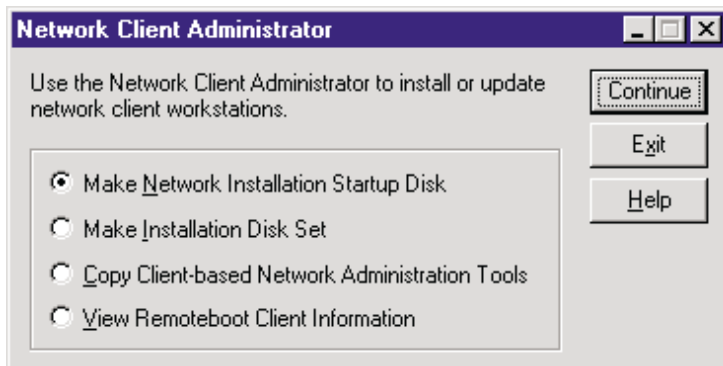 Network Client Administrator
Use the Network Client Administrator to install or update
network client workstations.
Continue
Exit
Help
Make Network Installation Startup Disk
Make Installation Disk Set
Copy Client-based Network Administration Tools
View Remoteboot Client Information